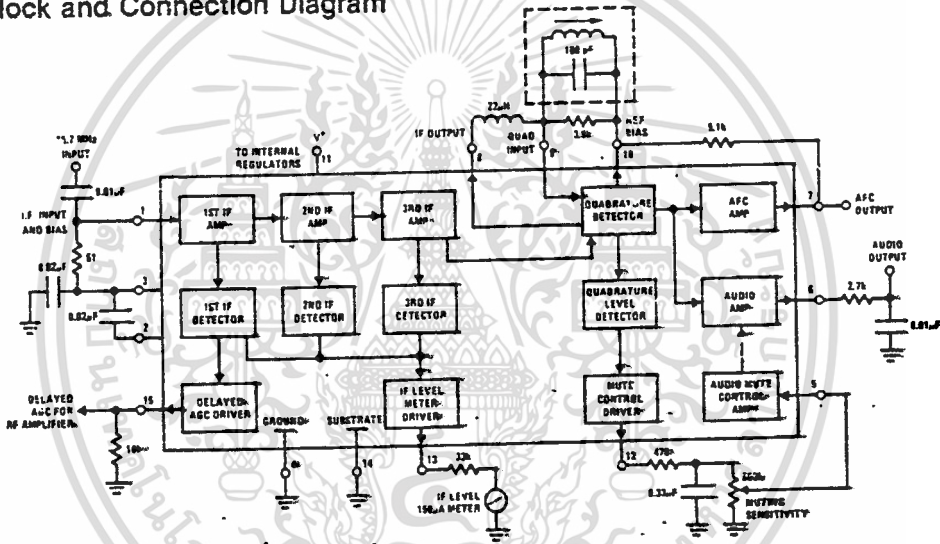 lock and Connection Diagram
100 pF
22μH
IF OUTPUT
QUAD
INPUT
3.9k
REF
BIAS
5.1k
8
9
10
V+
11
TO INTERNAL
REGULATORS
INPUT
0.01μF
I.F INPUT
AND BIAS
1
51
0.02μF
3
0.02μF
2
1ST IF
AMP
2ND IF
AMP
3RD IF
AMP
QUADRATURE
DETECTOR
AFC
AMP
7
AFC
OUTPUT
1ST IF
DETECTOR
2ND IF
DETECTOR
3RD IF
DETECTOR
QUADRATURE
LEVEL
DETECTOR
AUDIO
AMP
6
2.7k
AUDIO
OUTPUT
0.01μF
DELAYED
AGC FOR
RF AMPLIFIER
15
DELAYED
AGC DRIVER
GROUND
SUBSTRATE
14
IF LEVEL
METER
DRIVER
13
33k
IF LEVEL
150μA METER
MUTE
CONTROL
DRIVER
12
470k
0.33μF
MUTING
SENSITIVITY
AUDIO MUTE
CONTROL
AMP
5